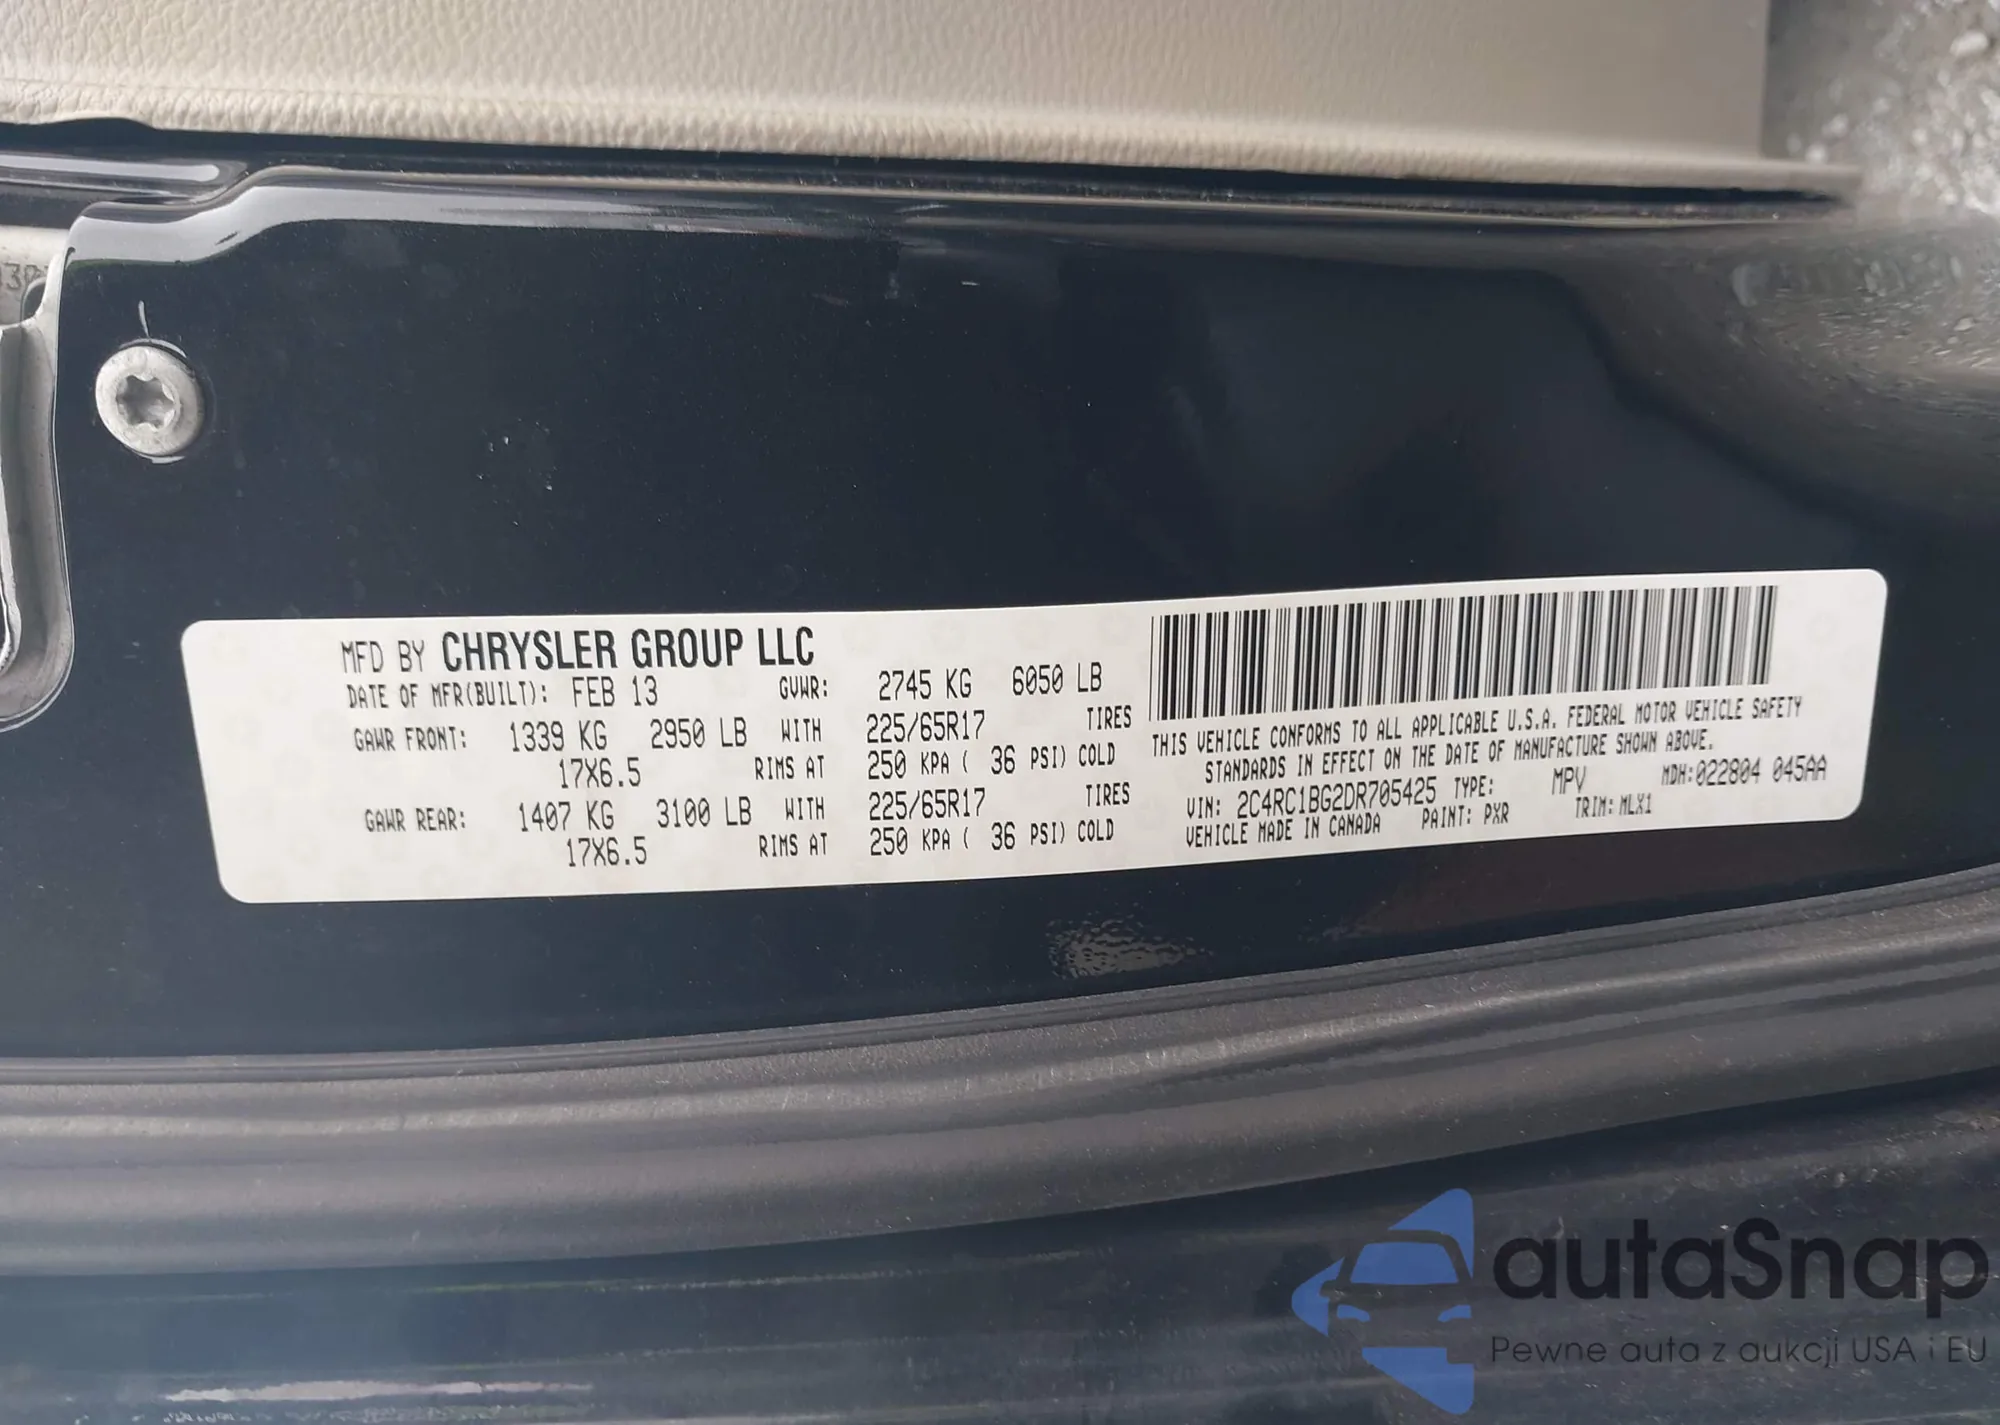 MFD BY CHRYSLER GROUP LLC
DATE OF MFR(BUILT): FEB 13 GVWR: 2745 KG 6050 LB
GAWR FRONT: 1339 KG 2950 LB WITH 225/65R17 TIRES
17X6.5 RIMS AT 250 KPA ( 36 PSI) COLD
GAWR REAR: 1407 KG 3100 LB WITH 225/65R17 TIRES
17X6.5 RIMS AT 250 KPA ( 36 PSI) COLD
THIS VEHICLE CONFORMS TO ALL APPLICABLE U.S.A. FEDERAL MOTOR VEHICLE SAFETY
STANDARDS IN EFFECT ON THE DATE OF MANUFACTURE SHOWN ABOVE.
VIN: 2C4RC1BG2DR705425 TYPE: MPV MDH:022804 045AA
VEHICLE MADE IN CANADA PAINT: PXR TRIM: MLX1
autaSnap
Pewne auta z aukcji USA i EU